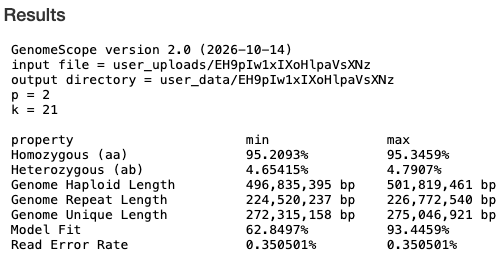 Results
GenomeScope version 2.0 (2026-10-14)
input file = user_uploads/EH9pIw1xIXoHlpaVsXNz
output directory = user_data/EH9pIw1xIXoHlpaVsXNz
p = 2
k = 21
property min max
Homozygous (aa) 95.2093% 95.3459%
Heterozygous (ab) 4.65415% 4.7907%
Genome Haploid Length 496,835,395 bp 501,819,461 bp
Genome Repeat Length 224,520,237 bp 226,772,540 bp
Genome Unique Length 272,315,158 bp 275,046,921 bp
Model Fit 62.8497% 93.4459%
Read Error Rate 0.350501% 0.350501%